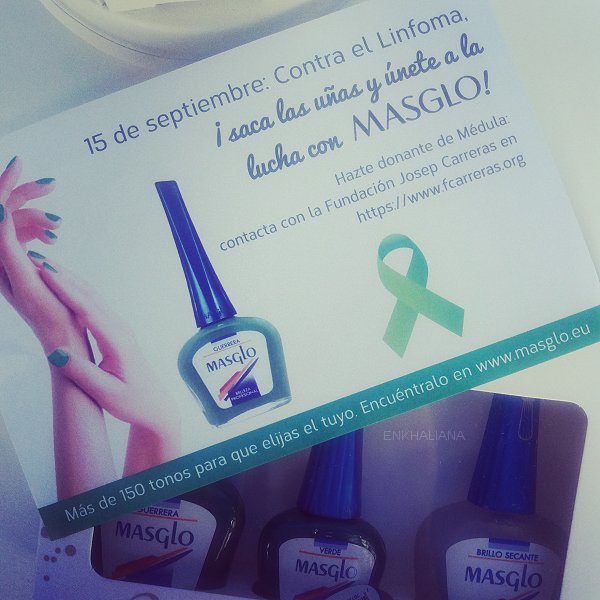 15 de septiembre: Contra el Linfoma,
¡saca las uñas y únete a la
lucha con MASGLO!
Hazte donante de Médula:
contacta con la Fundación Josep Carreras en
https://www.fcarreras.org
GUERRERA
MASGLO
BELLEZA
PROFESIONAL
Más de 150 tonos para que elijas el tuyo. Encuéntralo en www.masglo.eu
ENKHALIANA
GUERRERA
MASGLO
VERDE
MASGLO
BRILLO SECANTE
MASGLO